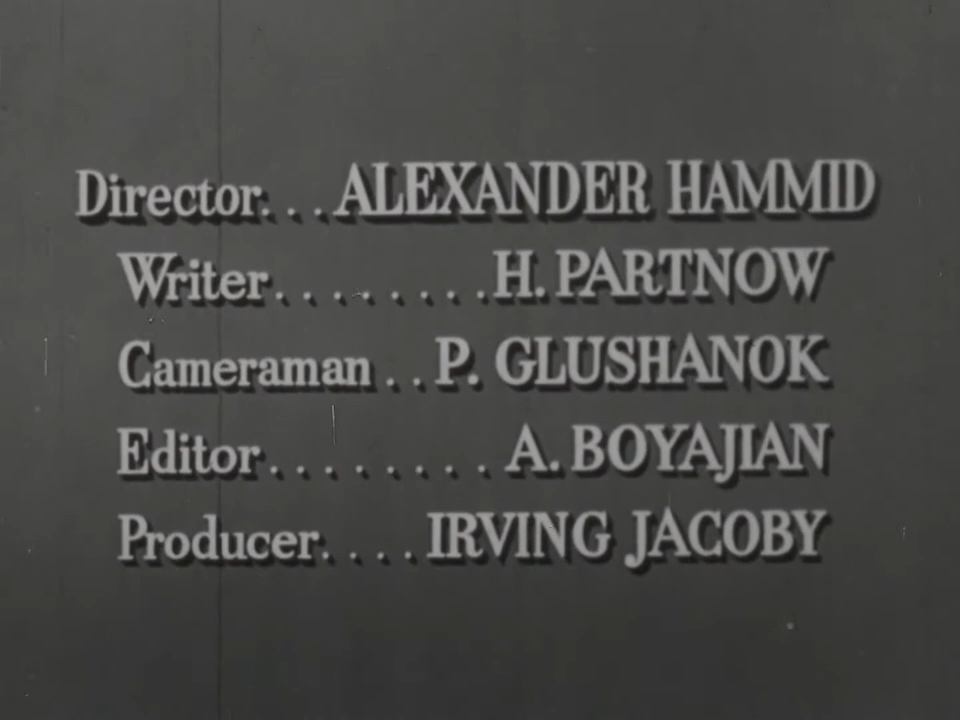 Director. . . ALEXANDER HAMMID
Writer. . . . . . . . H. PARTNOW
Cameraman . . P. GLUSHANOK
Editor. . . . . . . . . A. BOYAJIAN
Producer. . . . IRVING JACOBY